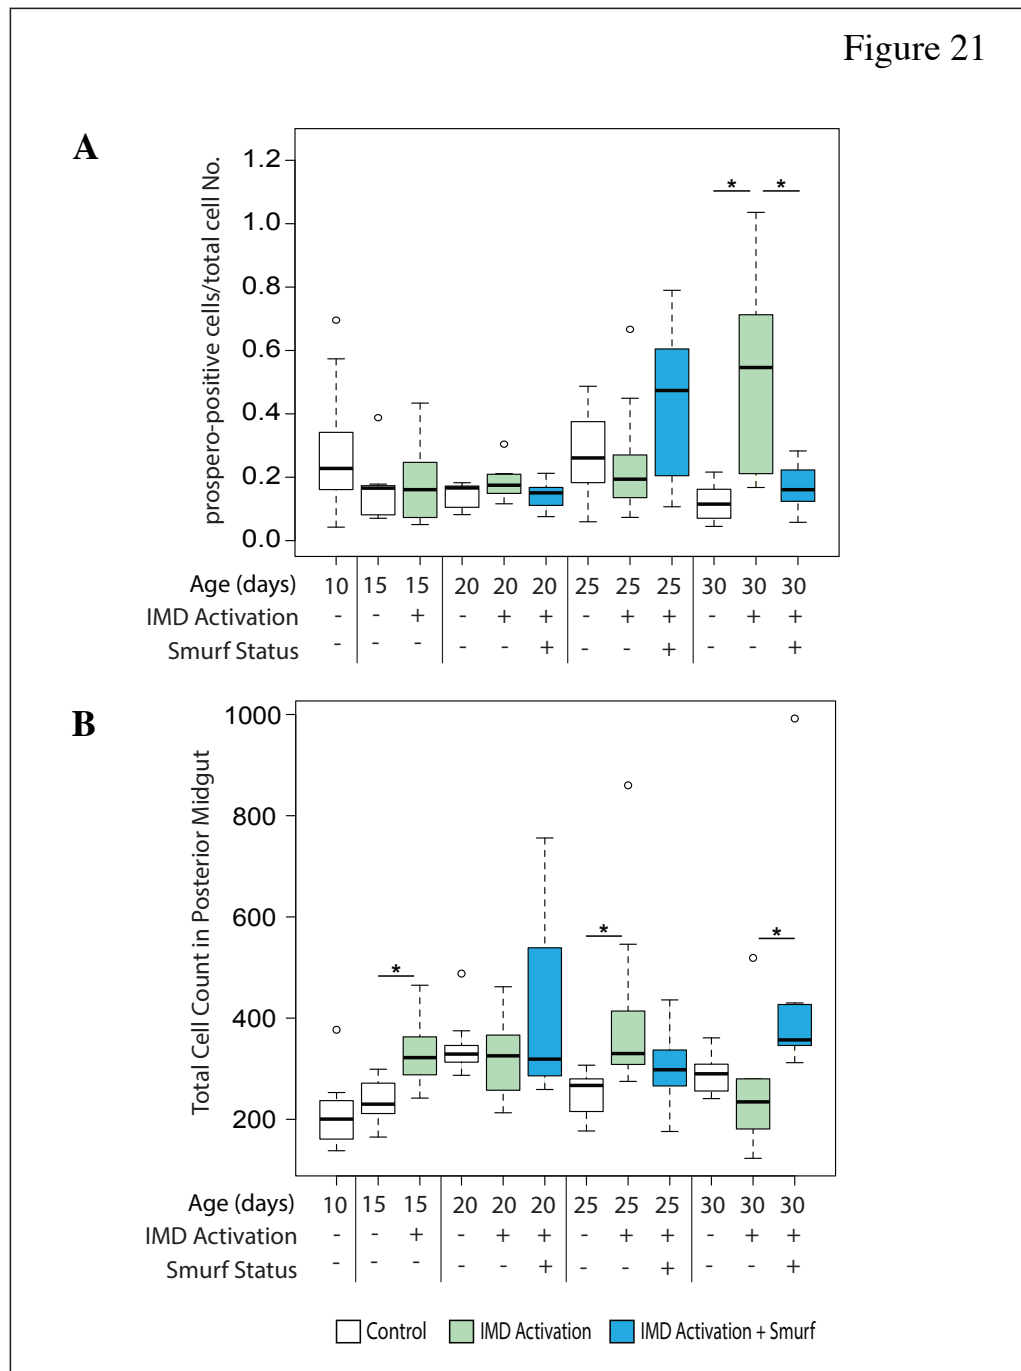 Figure 21
A
prospero-positive cells/total cell No.
1.2
1.0
0.8
0.6
0.4
0.2
0.0
* *
Age (days) 10 15 15 20 20 20 25 25 25 30 30 30
IMD Activation - - + - + + - + + - + +
Smurf Status - - - - - + - - + - - +
B
Total Cell Count in Posterior Midgut
1000
800
600
400
200
* * *
Age (days) 10 15 15 20 20 20 25 25 25 30 30 30
IMD Activation - - + - + + - + + - + +
Smurf Status - - - - - + - - + - - +
Control IMD Activation IMD Activation + Smurf